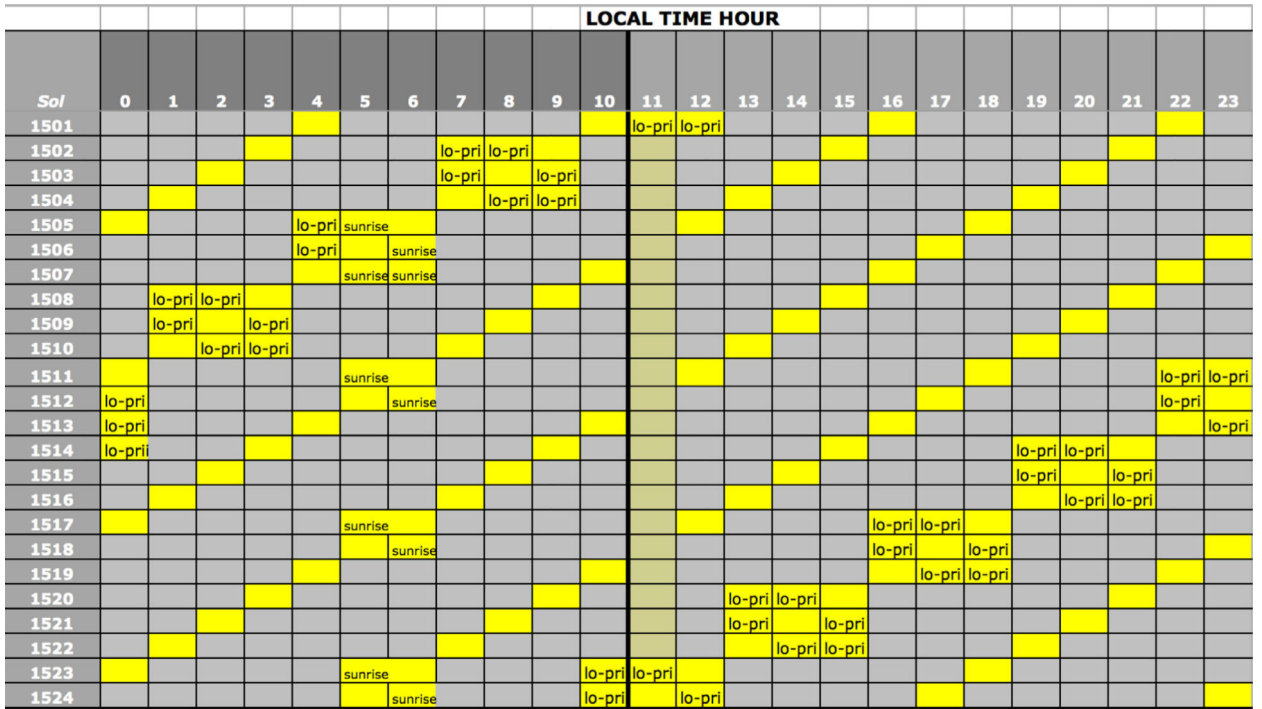 LOCAL TIME HOUR
Sol 0 1 2 3 4 5 6 7 8 9 10 11 12 13 14 15 16 17 18 19 20 21 22 23
1501 lo-pri lo-pri
1502 lo-pri lo-pri
1503 lo-pri lo-pri
1504 lo-pri lo-pri
1505 lo-pri sunrise
1506 lo-pri sunrise
1507 sunrise sunrise
1508 lo-pri lo-pri
1509 lo-pri lo-pri
1510 lo-pri lo-pri
1511 sunrise lo-pri lo-pri
1512 lo-pri sunrise lo-pri
1513 lo-pri lo-pri
1514 lo-prii lo-pri lo-pri
1515 lo-pri lo-pri
1516 lo-pri lo-pri
1517 sunrise lo-pri lo-pri
1518 sunrise lo-pri lo-pri
1519 lo-pri lo-pri
1520 lo-pri lo-pri
1521 lo-pri lo-pri
1522 lo-pri lo-pri
1523 sunrise lo-pri lo-pri
1524 sunrise lo-pri lo-pri